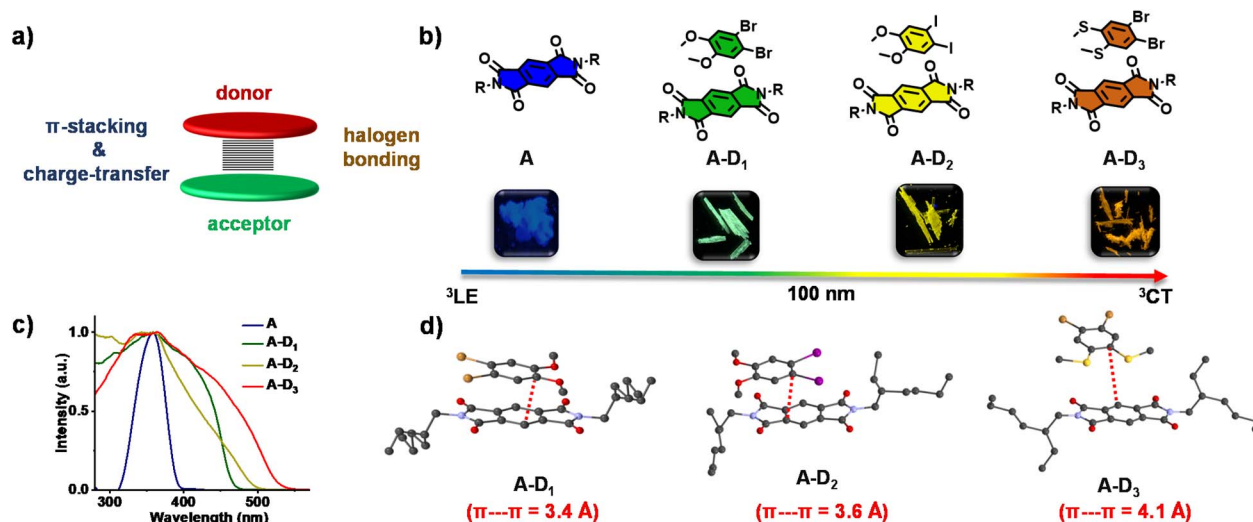 a)
donor
π-stacking
&
charge-transfer
halogen
bonding
acceptor
b)
O O
R-N N-R
O O
A
O Br
O Br
O O
N-R
R-N
O O
A-D₁
O I
O I
O O
N-R
R-N
O O
A-D₂
S Br
S Br
O O
N-R
R-N
O O
A-D₃
³LE
100 nm
³CT
c)
Intensity (a.u.)
1.0
0.5
0.0
300 400 500
Wavelength (nm)
A
A-D₁
A-D₂
A-D₃
d)
A-D₁
(π---π = 3.4 Å)
A-D₂
(π---π = 3.6 Å)
A-D₃
(π---π = 4.1 Å)